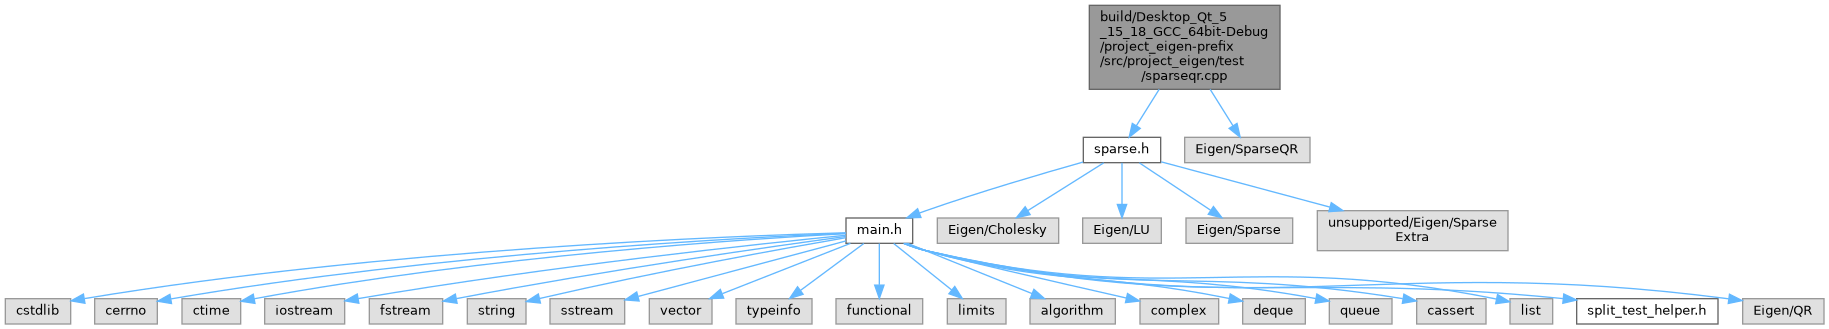 build/Desktop_Qt_5
_15_18_GCC_64bit-Debug
/project_eigen-prefix
/src/project_eigen/test
/sparseqr.cpp
sparse.h
Eigen/SparseQR
main.h
Eigen/Cholesky
Eigen/LU
Eigen/Sparse
unsupported/Eigen/Sparse
Extra
cstdlib
cerrno
ctime
iostream
fstream
string
sstream
vector
typeinfo
functional
limits
algorithm
complex
deque
queue
cassert
list
split_test_helper.h
Eigen/QR